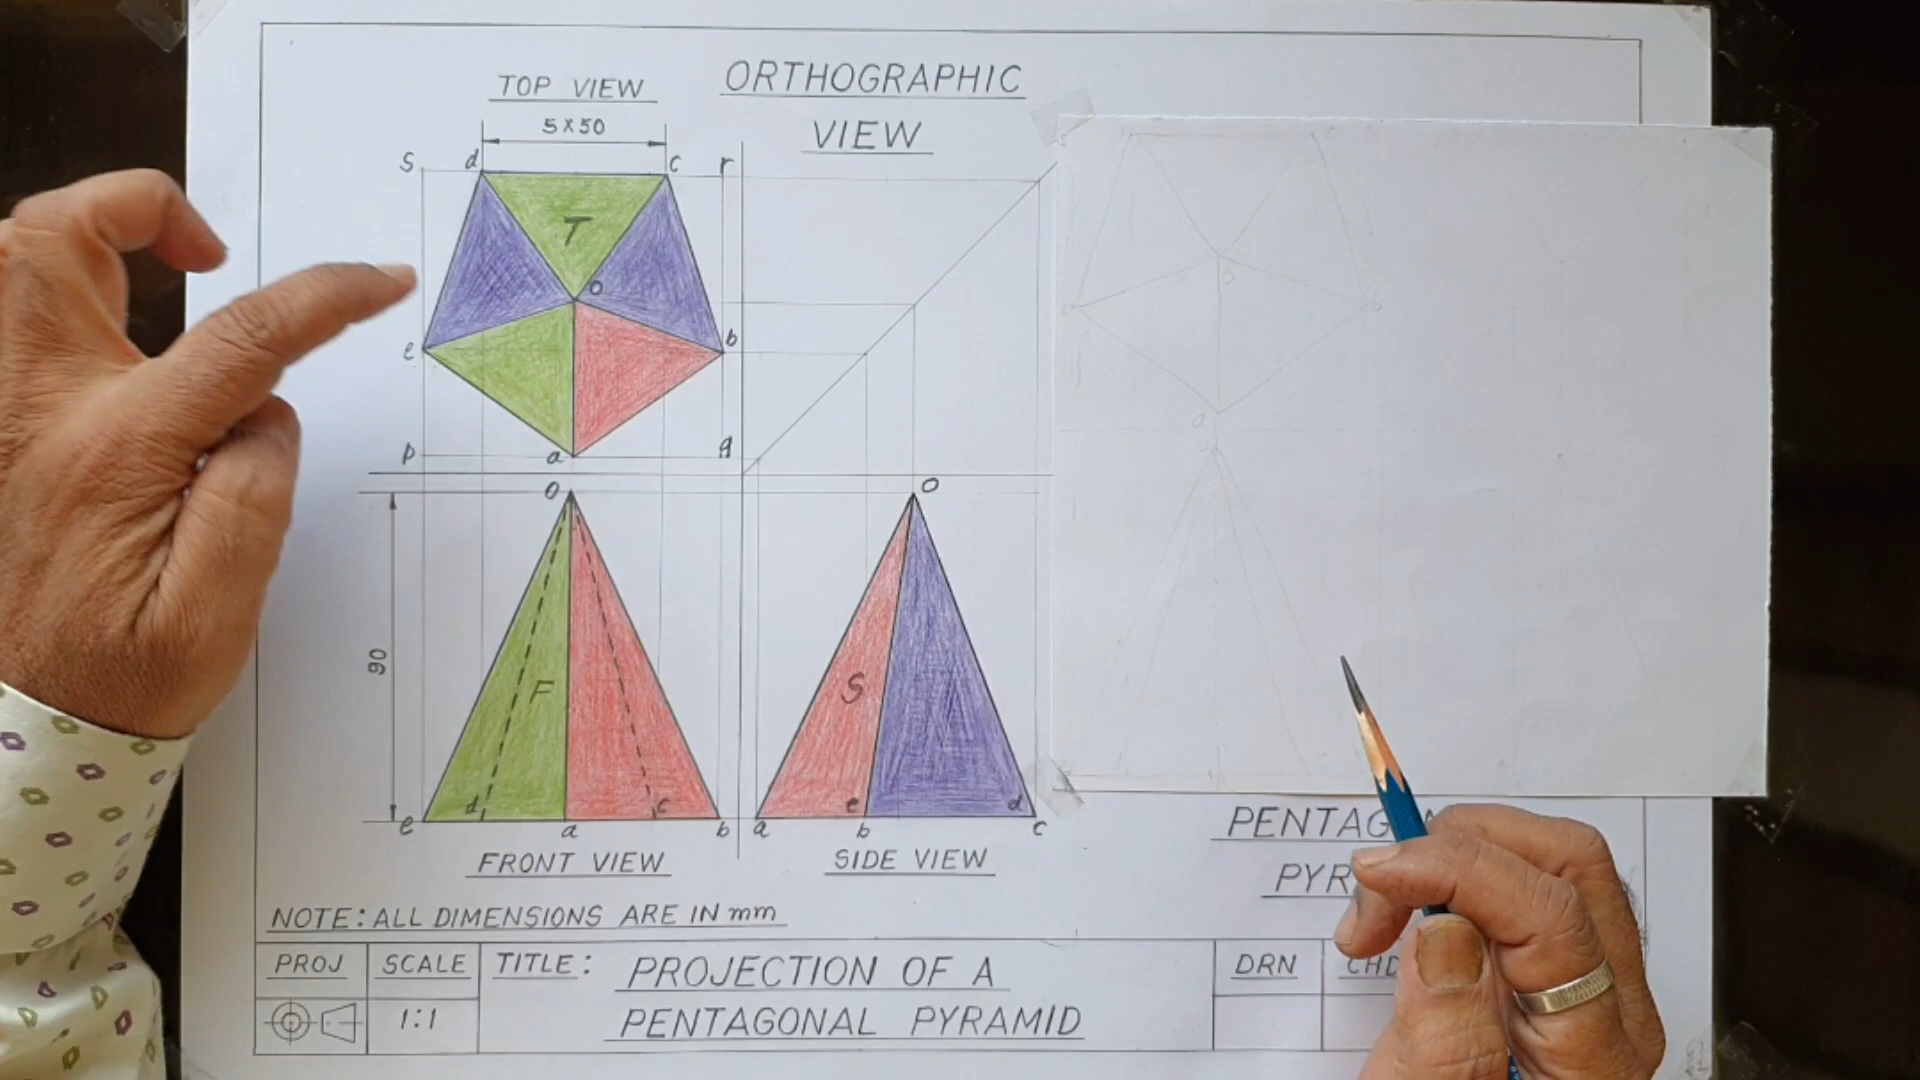 TOP VIEW
ORTHOGRAPHIC
VIEW
5X50
S d c r
T
o
e b
p a q
O O
90
F S
d c e d
e a b a b c
FRONT VIEW
SIDE VIEW
PENTAG
PYR
NOTE: ALL DIMENSIONS ARE IN mm
PROJ SCALE TITLE: PROJECTION OF A DRN CHD
1:1 PENTAGONAL PYRAMID